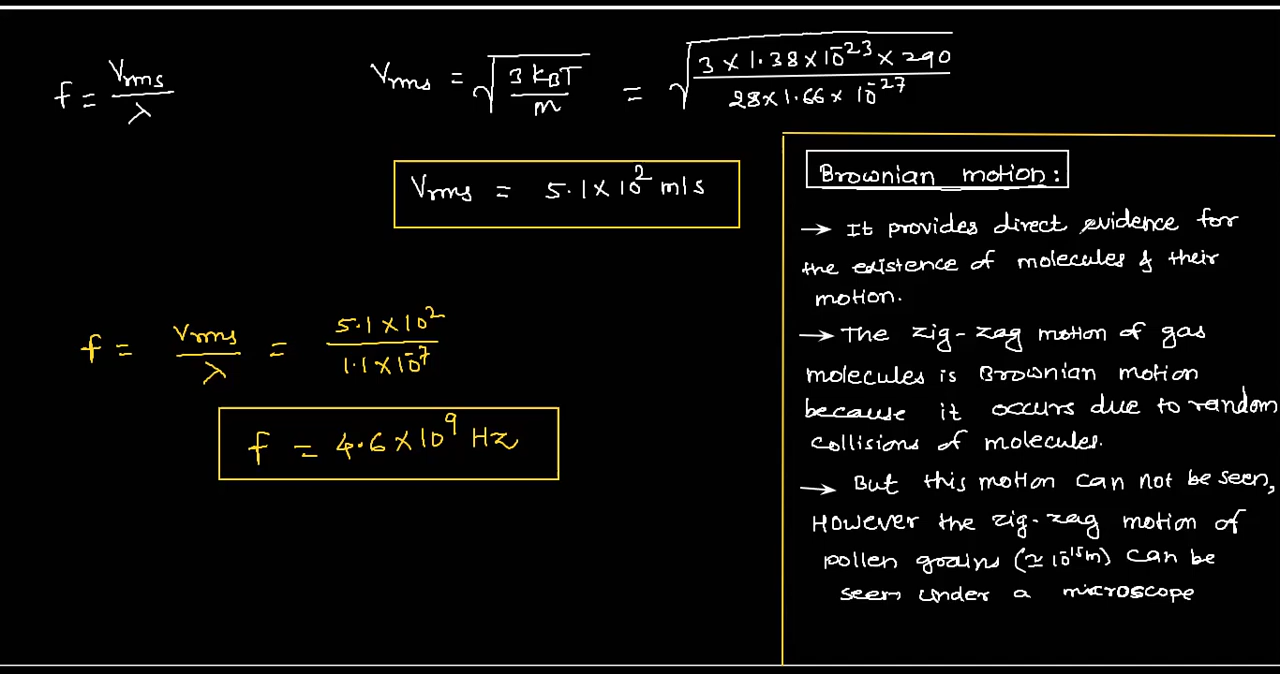 f = Vrms / λ
Vrms = √(3 kBT / m) = √(3 × 1.38 × 10⁻²³ × 290 / 28 × 1.66 × 10⁻²⁷)
Vrms = 5.1 × 10² m/s
f = Vrms / λ = 5.1 × 10² / 1.1 × 10⁻⁷
f = 4.6 × 10⁹ Hz
Brownian motion:
→ It provides direct evidence for
the existence of molecules & their
motion.
→ The zig-zag motion of gas
molecules is Brownian motion
because it occurs due to random
collisions of molecules.
→ But this motion can not be seen,
However the zig-zag motion of
pollen grains (≃ 10⁻¹⁵m) can be
seen under a microscope